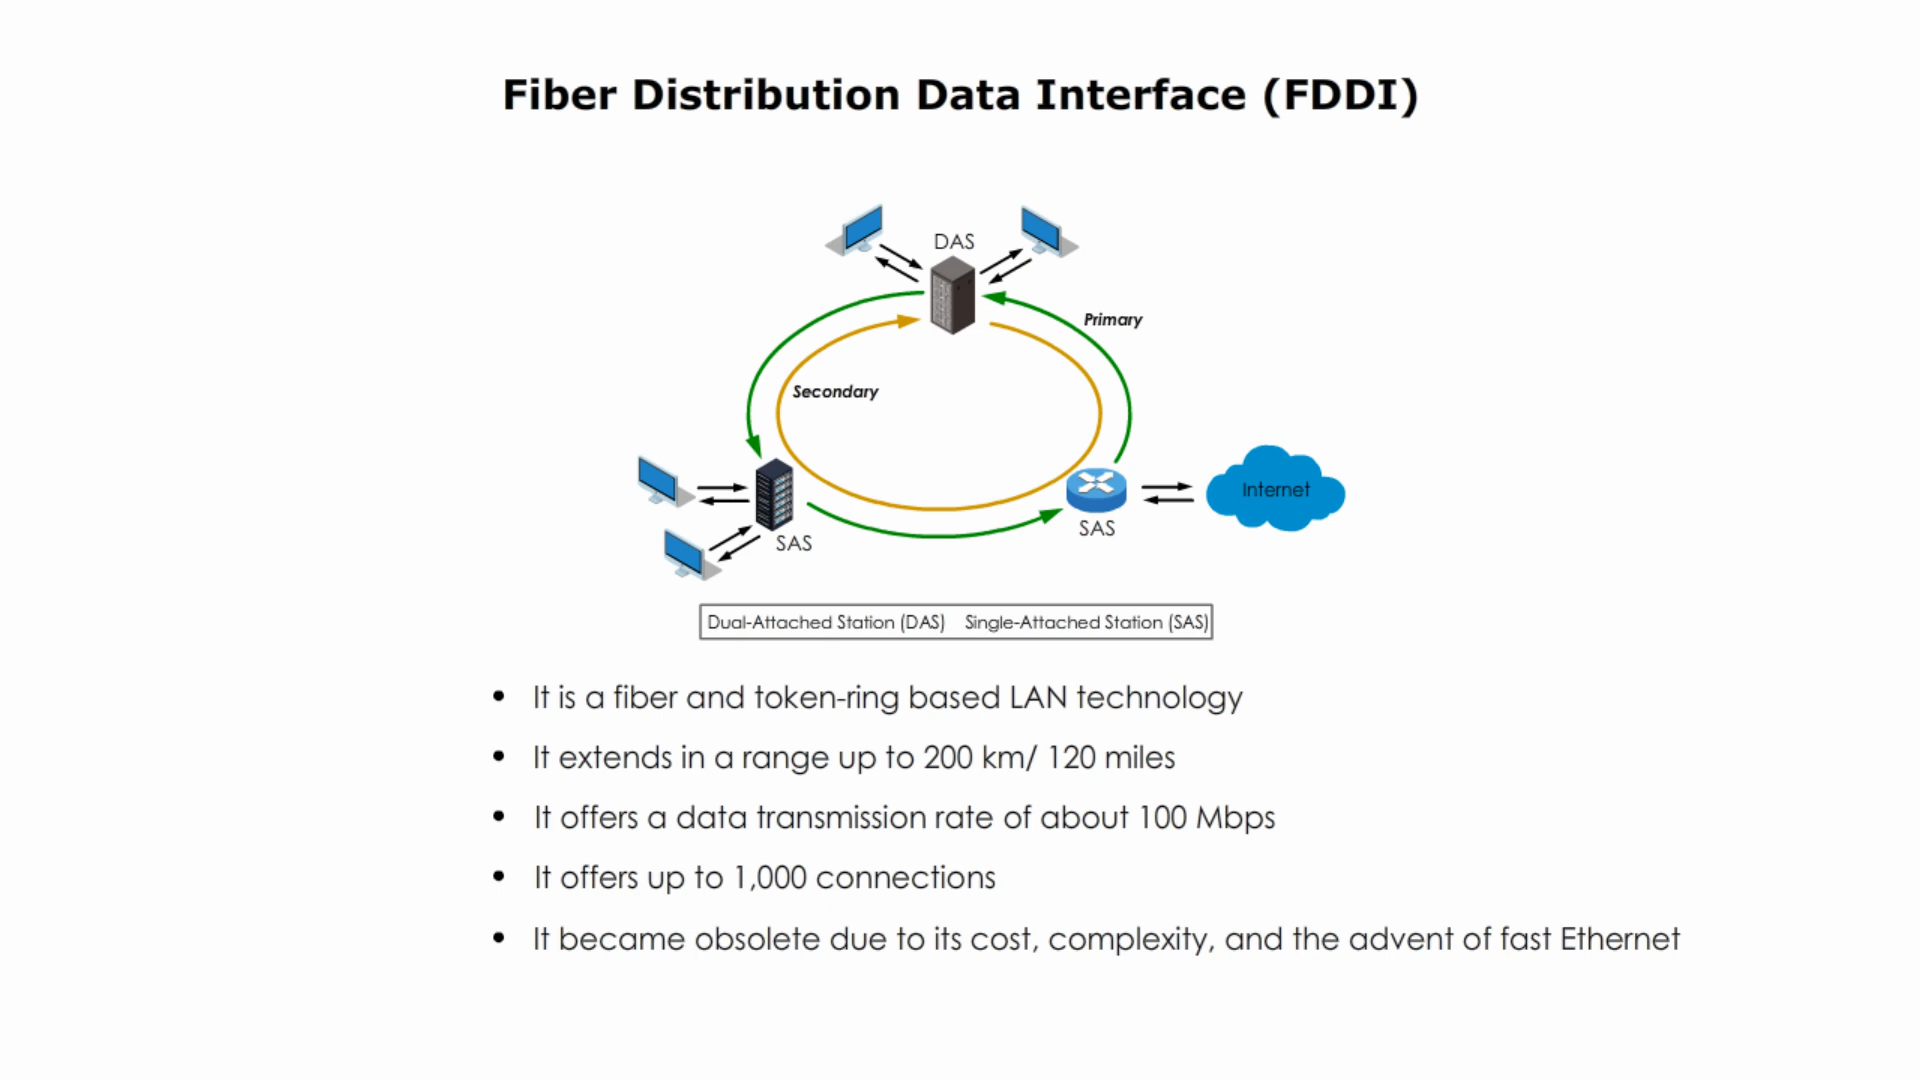 Fiber Distribution Data Interface (FDDI)
DAS
Primary
Secondary
Internet
SAS
SAS
Dual-Attached Station (DAS) Single-Attached Station (SAS)
• It is a fiber and token-ring based LAN technology
• It extends in a range up to 200 km/ 120 miles
• It offers a data transmission rate of about 100 Mbps
• It offers up to 1,000 connections
• It became obsolete due to its cost, complexity, and the advent of fast Ethernet